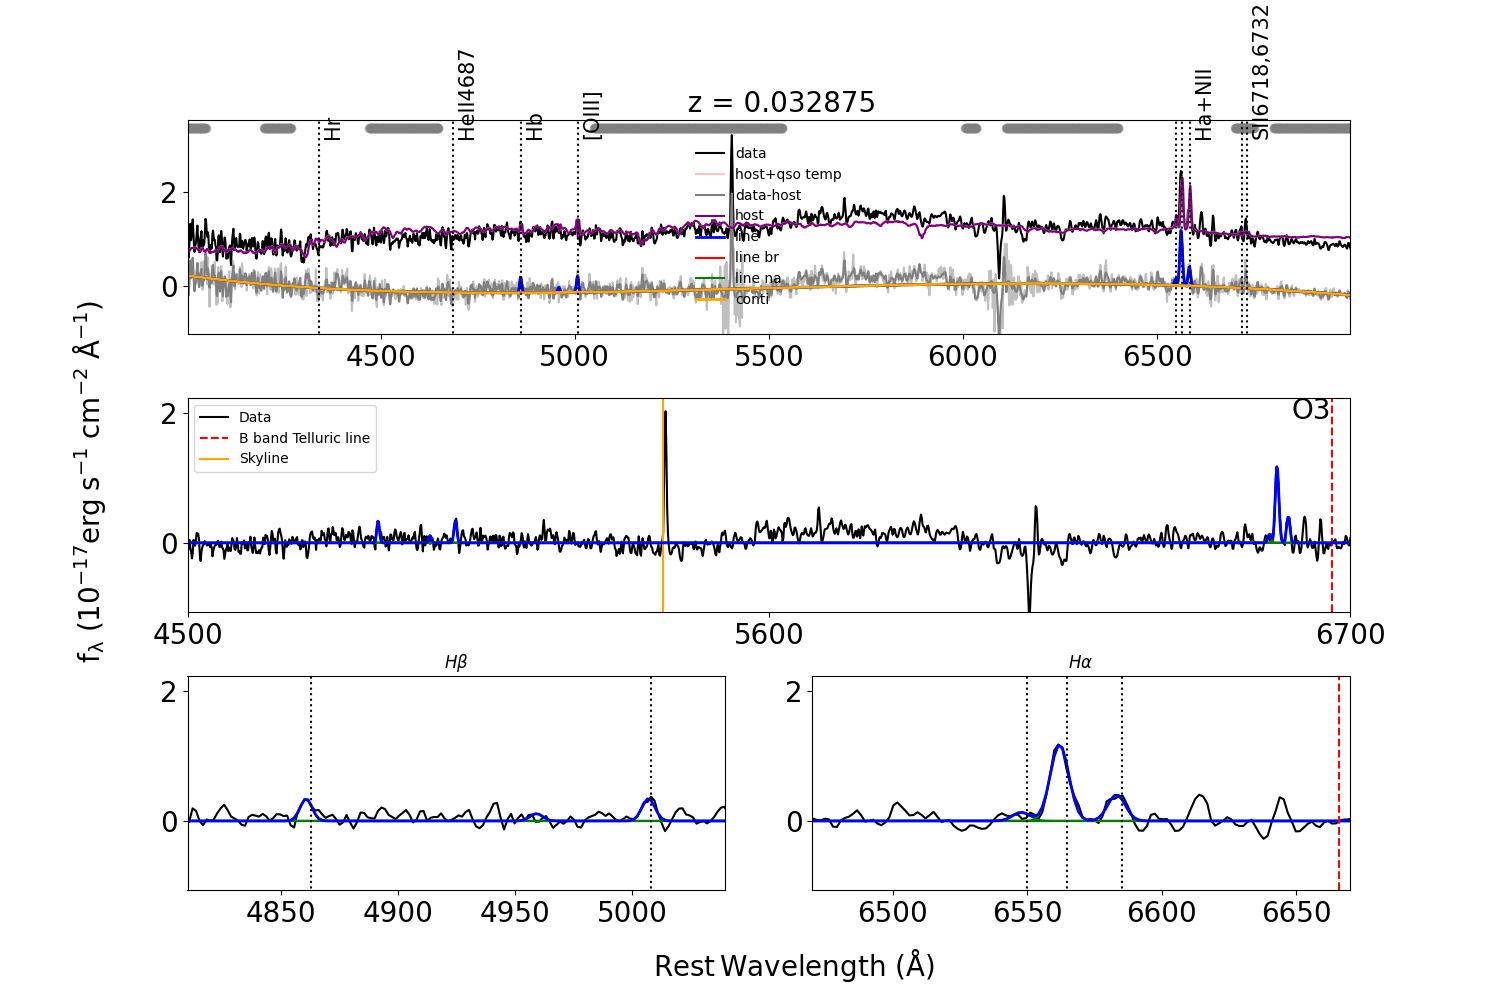 Hr
HeII4687
Hb
[OIII]
Ha+NII
SII6718,6732
z = 0.032875
data
host+qso temp
data-host
host
line
line br
line na
conti
2
0
4500
5000
5500
6000
6500
fλ (10⁻¹⁷erg s⁻¹ cm⁻² Å⁻¹)
O3
Data
B band Telluric line
Skyline
2
0
4500
5600
6700
Hβ
2
0
4850
4900
4950
5000
Hα
2
0
6500
6550
6600
6650
Rest Wavelength (Å)